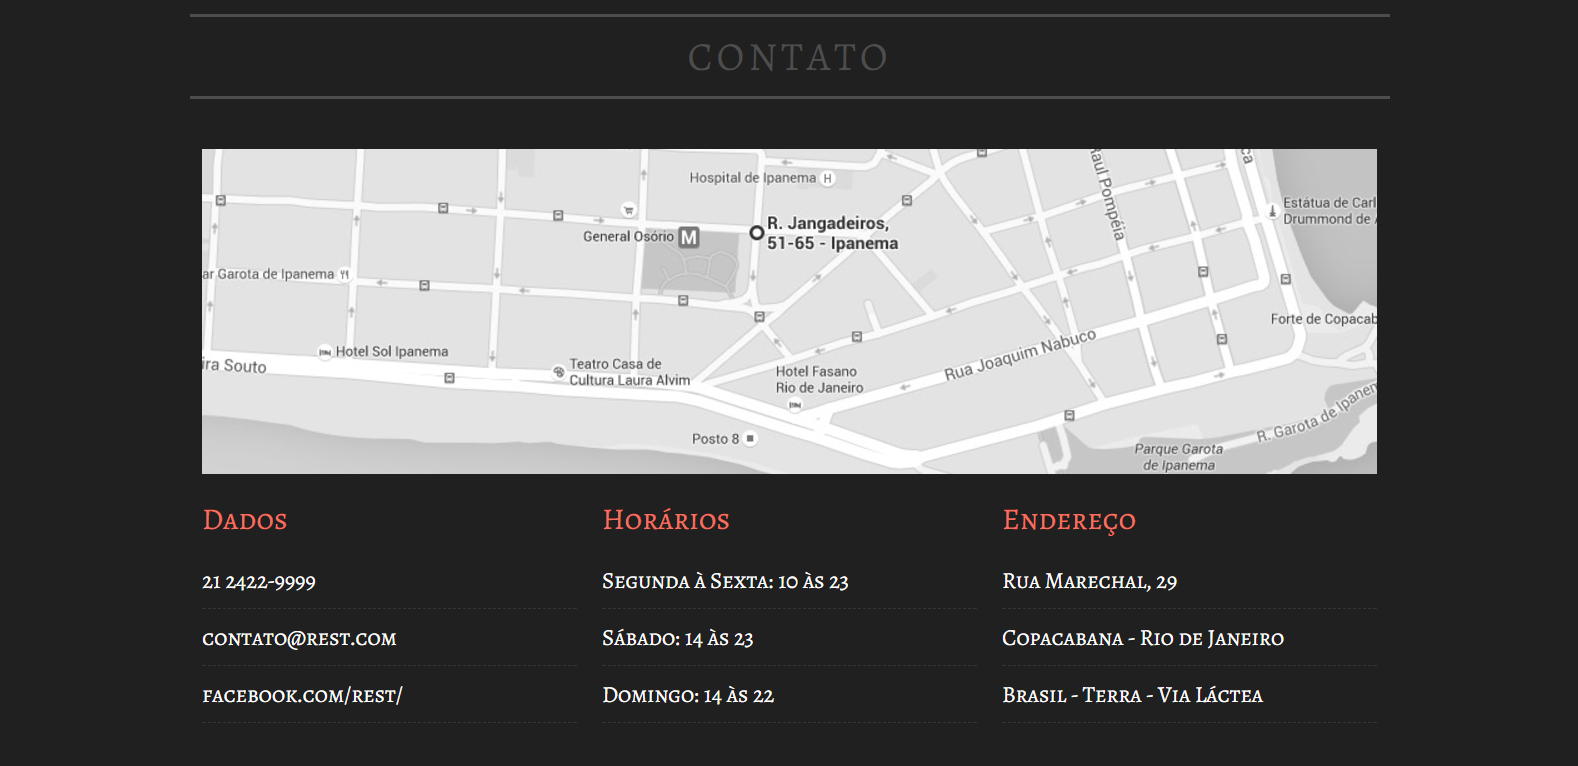 CONTATO
Hospital de Ipanema H
R. Jangadeiros,
51-65 - Ipanema
General Osório M
ar Garota de Ipanema
Hotel Sol Ipanema
ira Souto
Teatro Casa de
Cultura Laura Alvim
Hotel Fasano
Rio de Janeiro
Posto 8
Rua Joaquim Nabuco
Raul Pompéia
ca
Estátua de Carl
Drummond de A
Forte de Copacab
R. Garota de Ipanem
Parque Garota
de Ipanema
Dados
21 2422-9999
contato@rest.com
facebook.com/rest/
Horários
Segunda à Sexta: 10 às 23
Sábado: 14 às 23
Domingo: 14 às 22
Endereço
Rua Marechal, 29
Copacabana - Rio de Janeiro
Brasil - Terra - Via Láctea